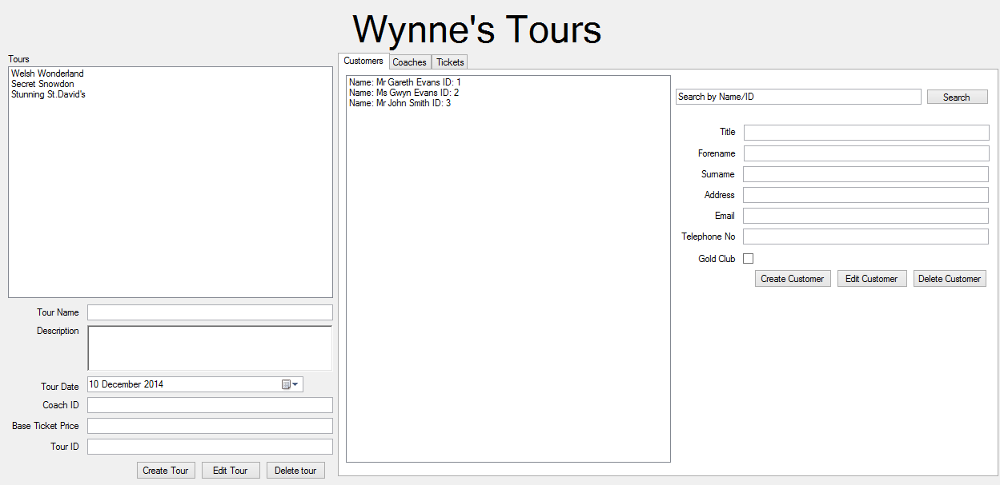 Wynne's Tours
Tours
Welsh Wonderland
Secret Snowdon
Stunning St.David's
Tour Name
Description
Tour Date 10 December 2014
Coach ID
Base Ticket Price
Tour ID
Create Tour Edit Tour Delete tour
Customers Coaches Tickets
Name: Mr Gareth Evans ID: 1
Name: Ms Gwyn Evans ID: 2
Name: Mr John Smith ID: 3
Search by Name/ID Search
Title
Forename
Surname
Address
Email
Telephone No
Gold Club
Create Customer Edit Customer Delete Customer